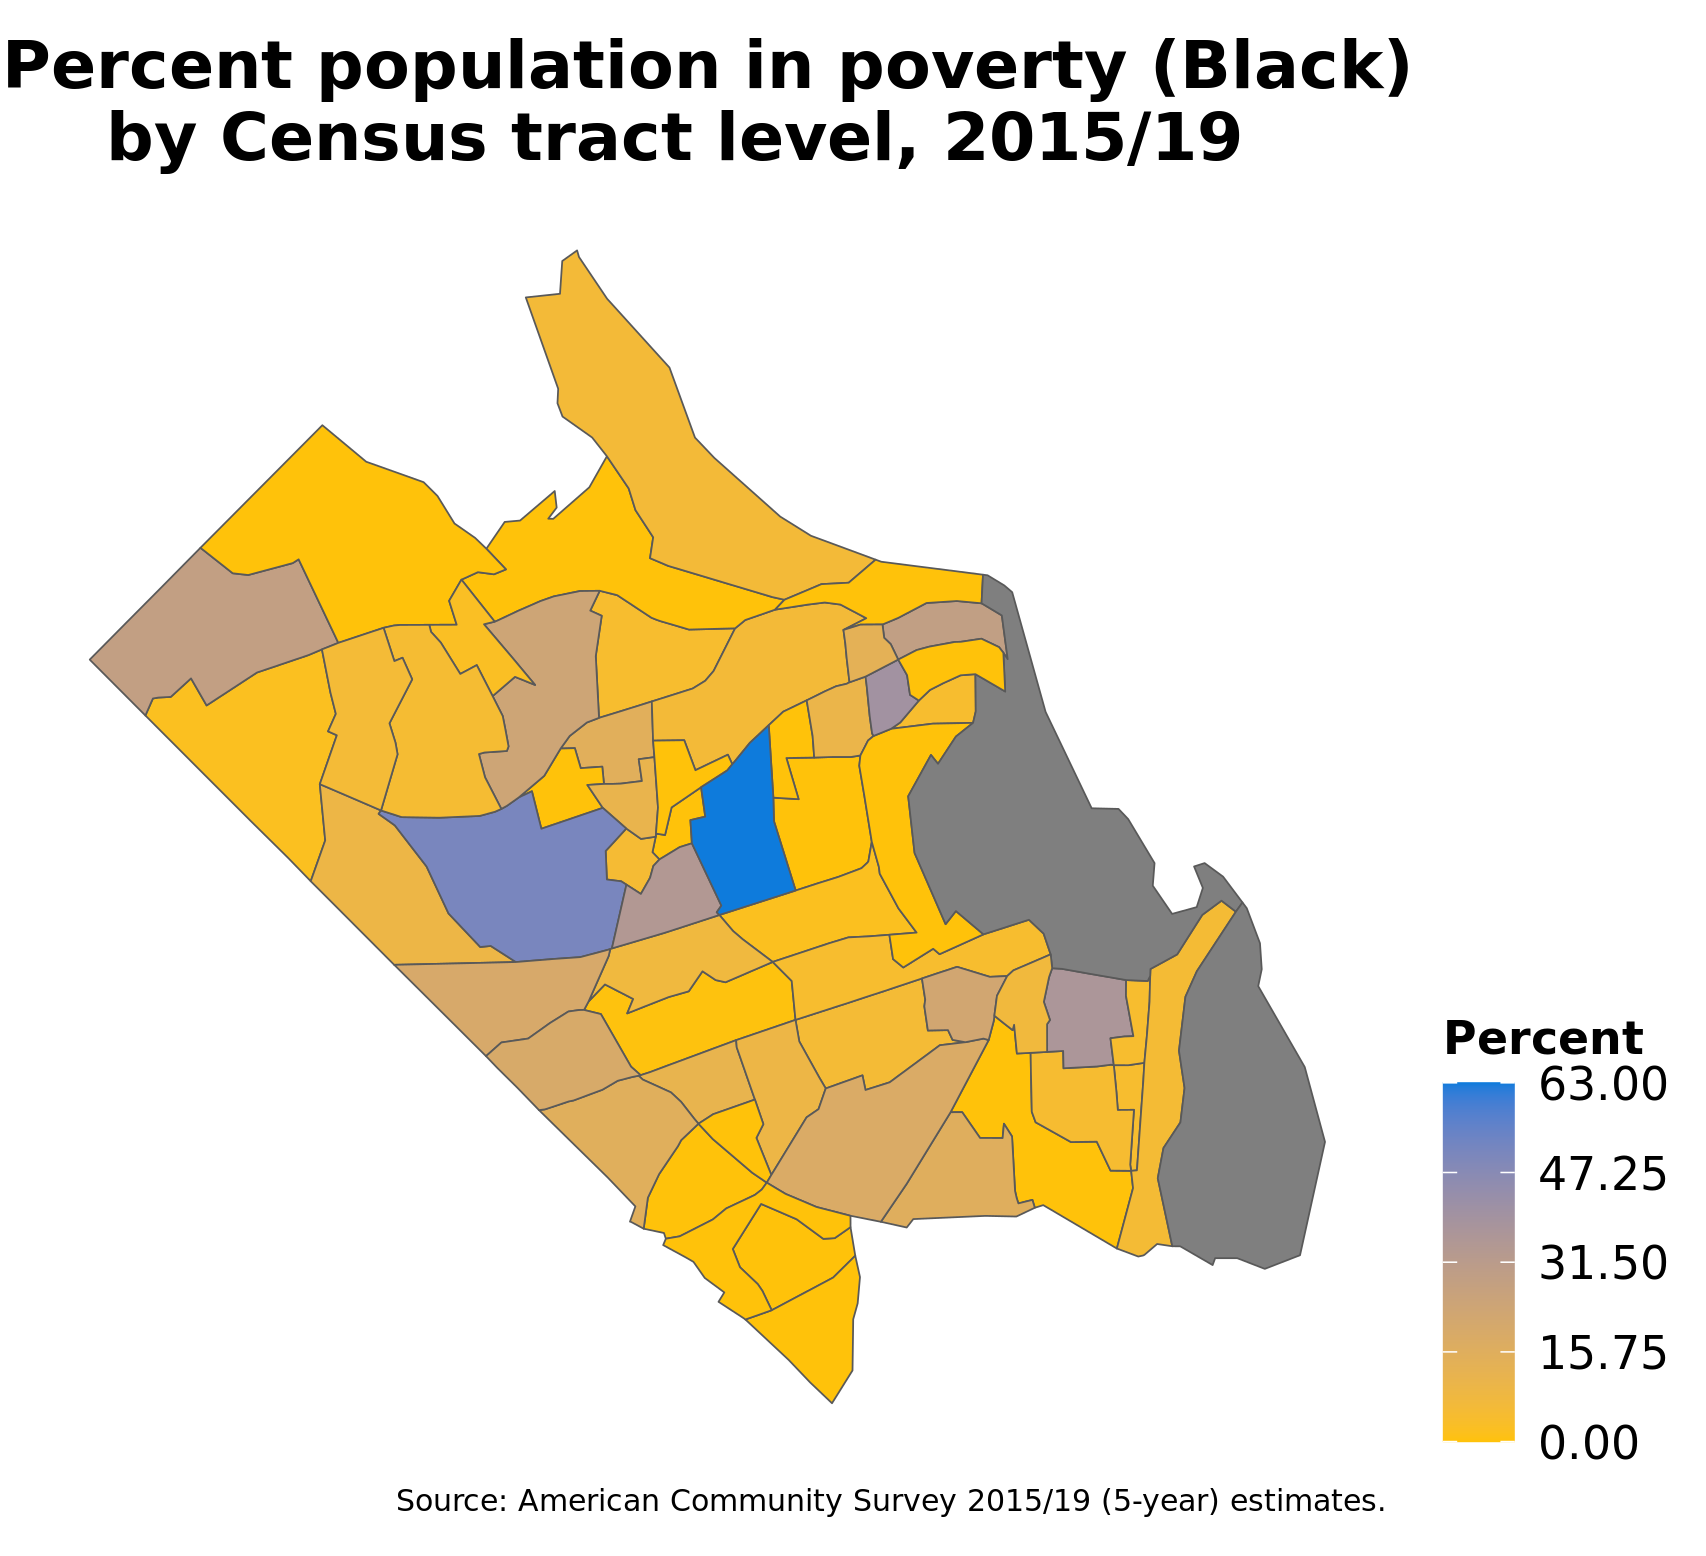 Percent population in poverty (Black)
by Census tract level, 2015/19
Percent
63.00
47.25
31.50
15.75
0.00
Source: American Community Survey 2015/19 (5-year) estimates.